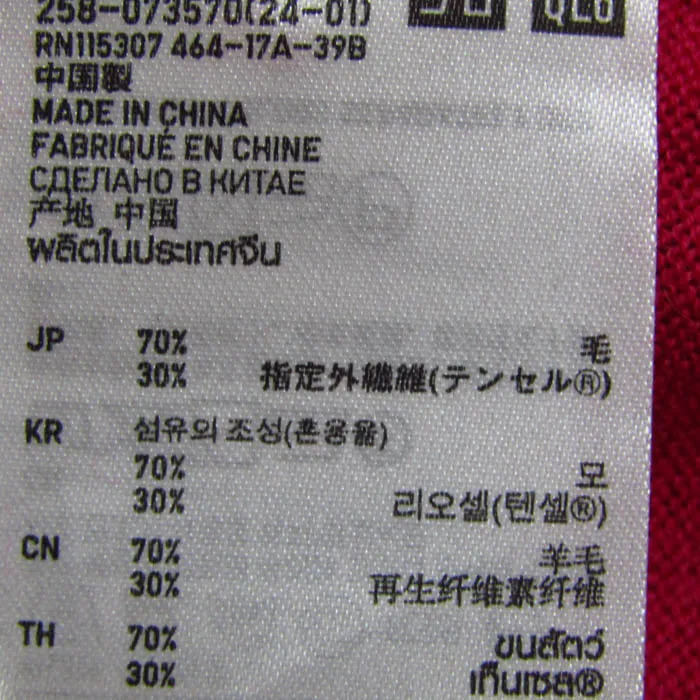 258-073570(24-01)
RN115307 464-17A-39B
中国製
MADE IN CHINA
FABRIQUÉ EN CHINE
СДЕЛАНО В КИТАЕ
产地 中国
ผลิตในประเทศจีน
JP 70% 毛
30% 指定外繊維(テンセル®)
KR 섬유의 조성(혼용율)
70% 모
30% 리오셀(텐셀®)
CN 70% 羊毛
30% 再生纤维素纤维
TH 70% ขนสัตว์
30% เท็นเซล®